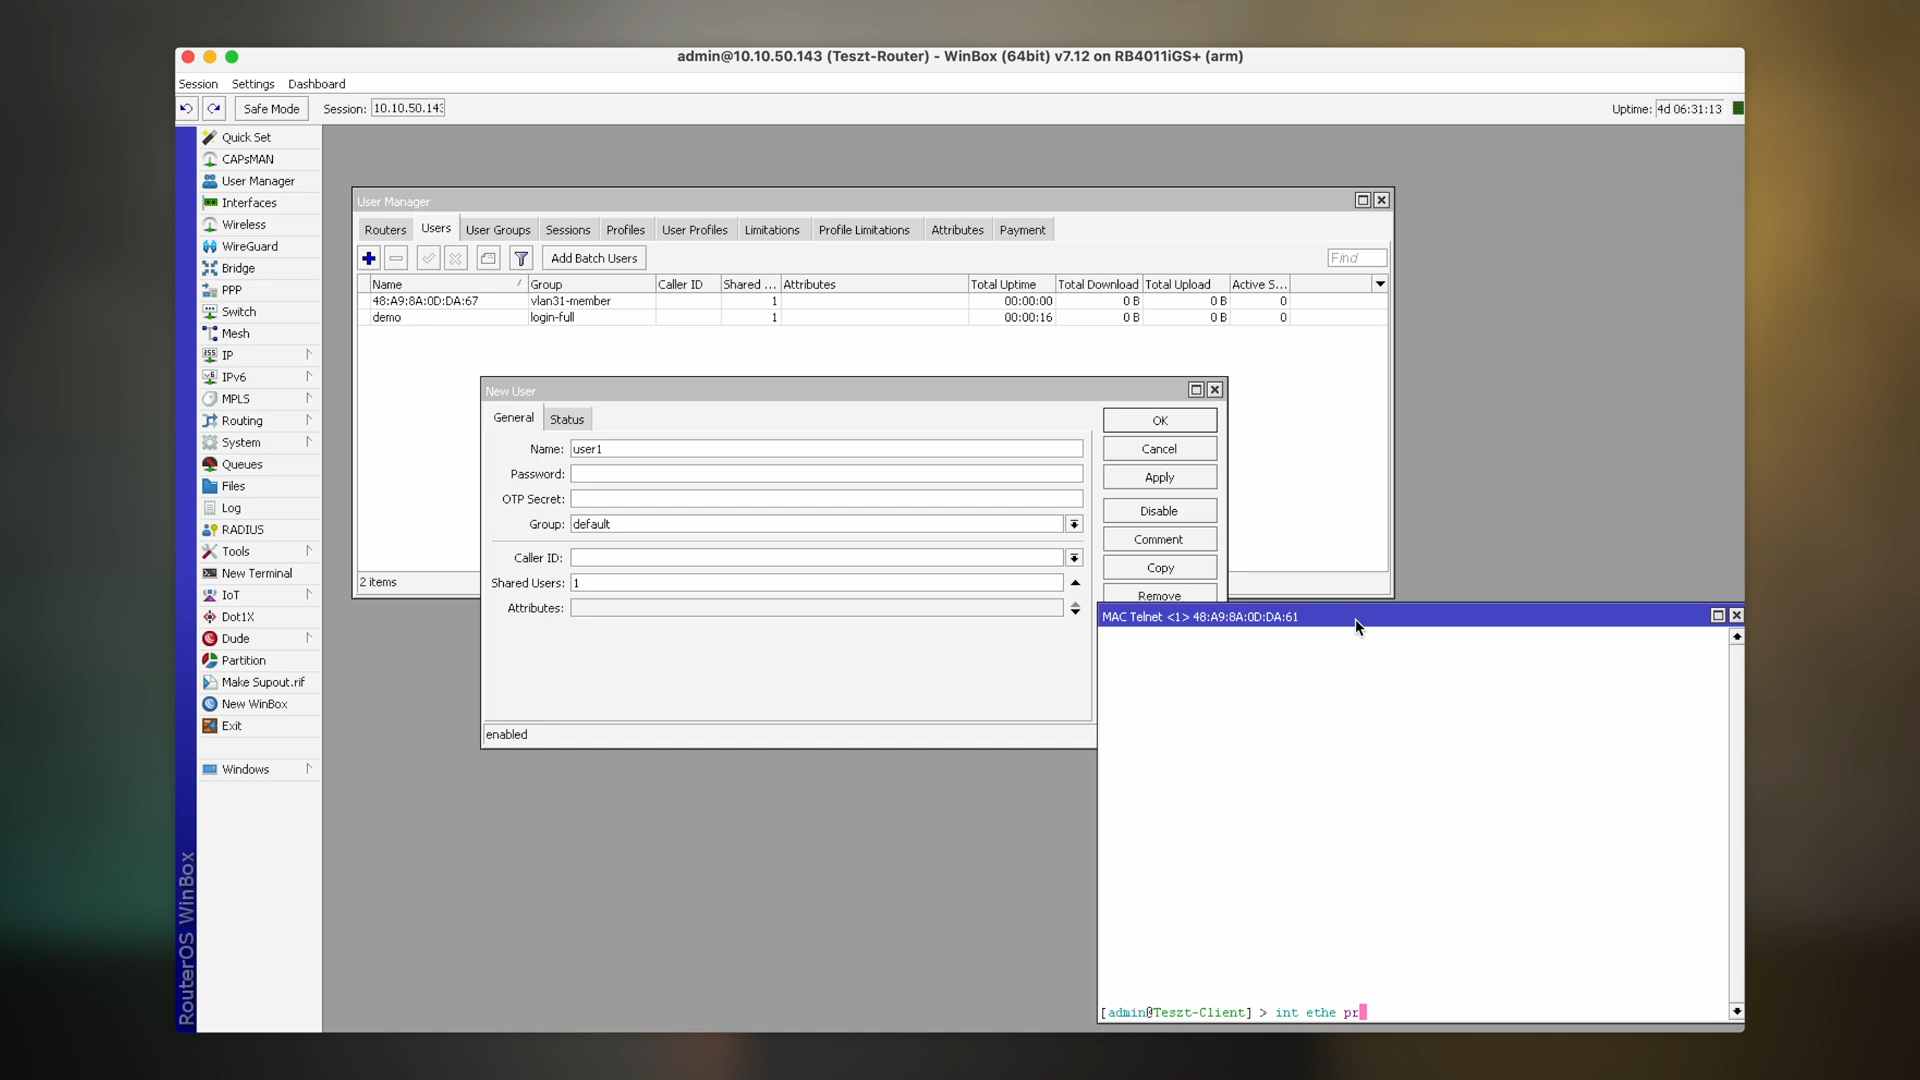 admin@10.10.50.143 (Teszt-Router) - WinBox (64bit) v7.12 on RB4011iGS+ (arm)
Session Settings Dashboard
Safe Mode Session: 10.10.50.143 Uptime: 4d 06:31:13
Quick Set
CAPsMAN
User Manager
Interfaces
Wireless
WireGuard
Bridge
PPP
Switch
Mesh
IP
IPv6
MPLS
Routing
System
Queues
Files
Log
RADIUS
Tools
New Terminal
IoT
Dot1X
Dude
Partition
Make Supout.rif
New WinBox
Exit
Windows
RouterOS WinBox
User Manager
Routers Users User Groups Sessions Profiles User Profiles Limitations Profile Limitations Attributes Payment
Add Batch Users Find
Name Group Caller ID Shared ... Attributes Total Uptime Total Download Total Upload Active S...
48:A9:8A:0D:DA:67 vlan31-member 1 00:00:00 0 B 0 B 0
demo login-full 1 00:00:16 0 B 0 B 0
2 items
New User
General Status
Name: user1
Password:
OTP Secret:
Group: default
Caller ID:
Shared Users: 1
Attributes:
enabled
OK
Cancel
Apply
Disable
Comment
Copy
Remove
MAC Telnet <1> 48:A9:8A:0D:DA:61
[admin@Teszt-Client] > int ethe pr